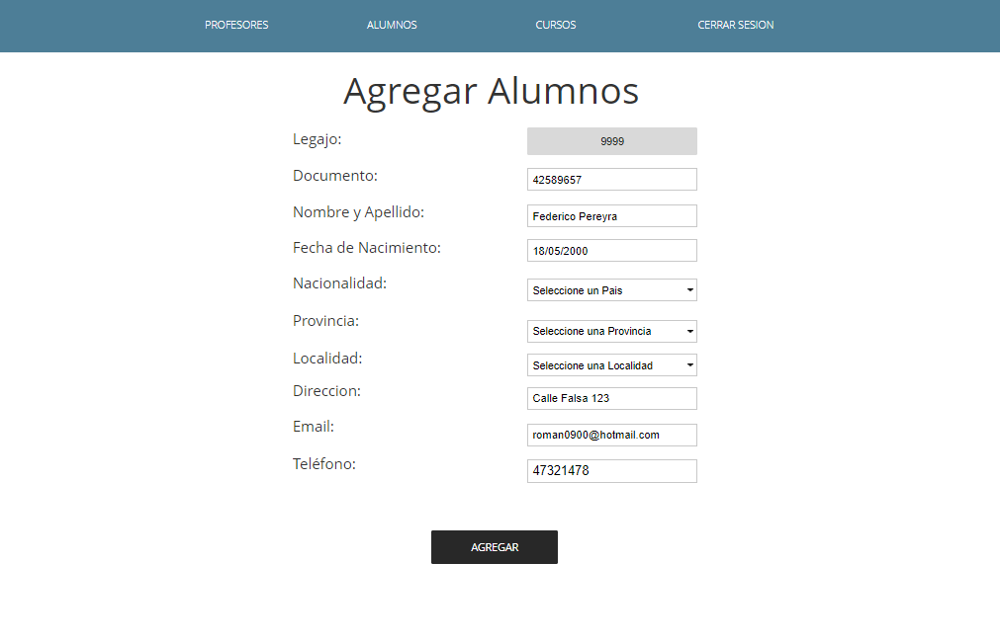 PROFESORES ALUMNOS CURSOS CERRAR SESION
Agregar Alumnos
Legajo: 9999
Documento: 42589657
Nombre y Apellido: Federico Pereyra
Fecha de Nacimiento: 18/05/2000
Nacionalidad: Seleccione un Pais
Provincia: Seleccione una Provincia
Localidad: Seleccione una Localidad
Direccion: Calle Falsa 123
Email: roman0900@hotmail.com
Teléfono: 47321478
AGREGAR